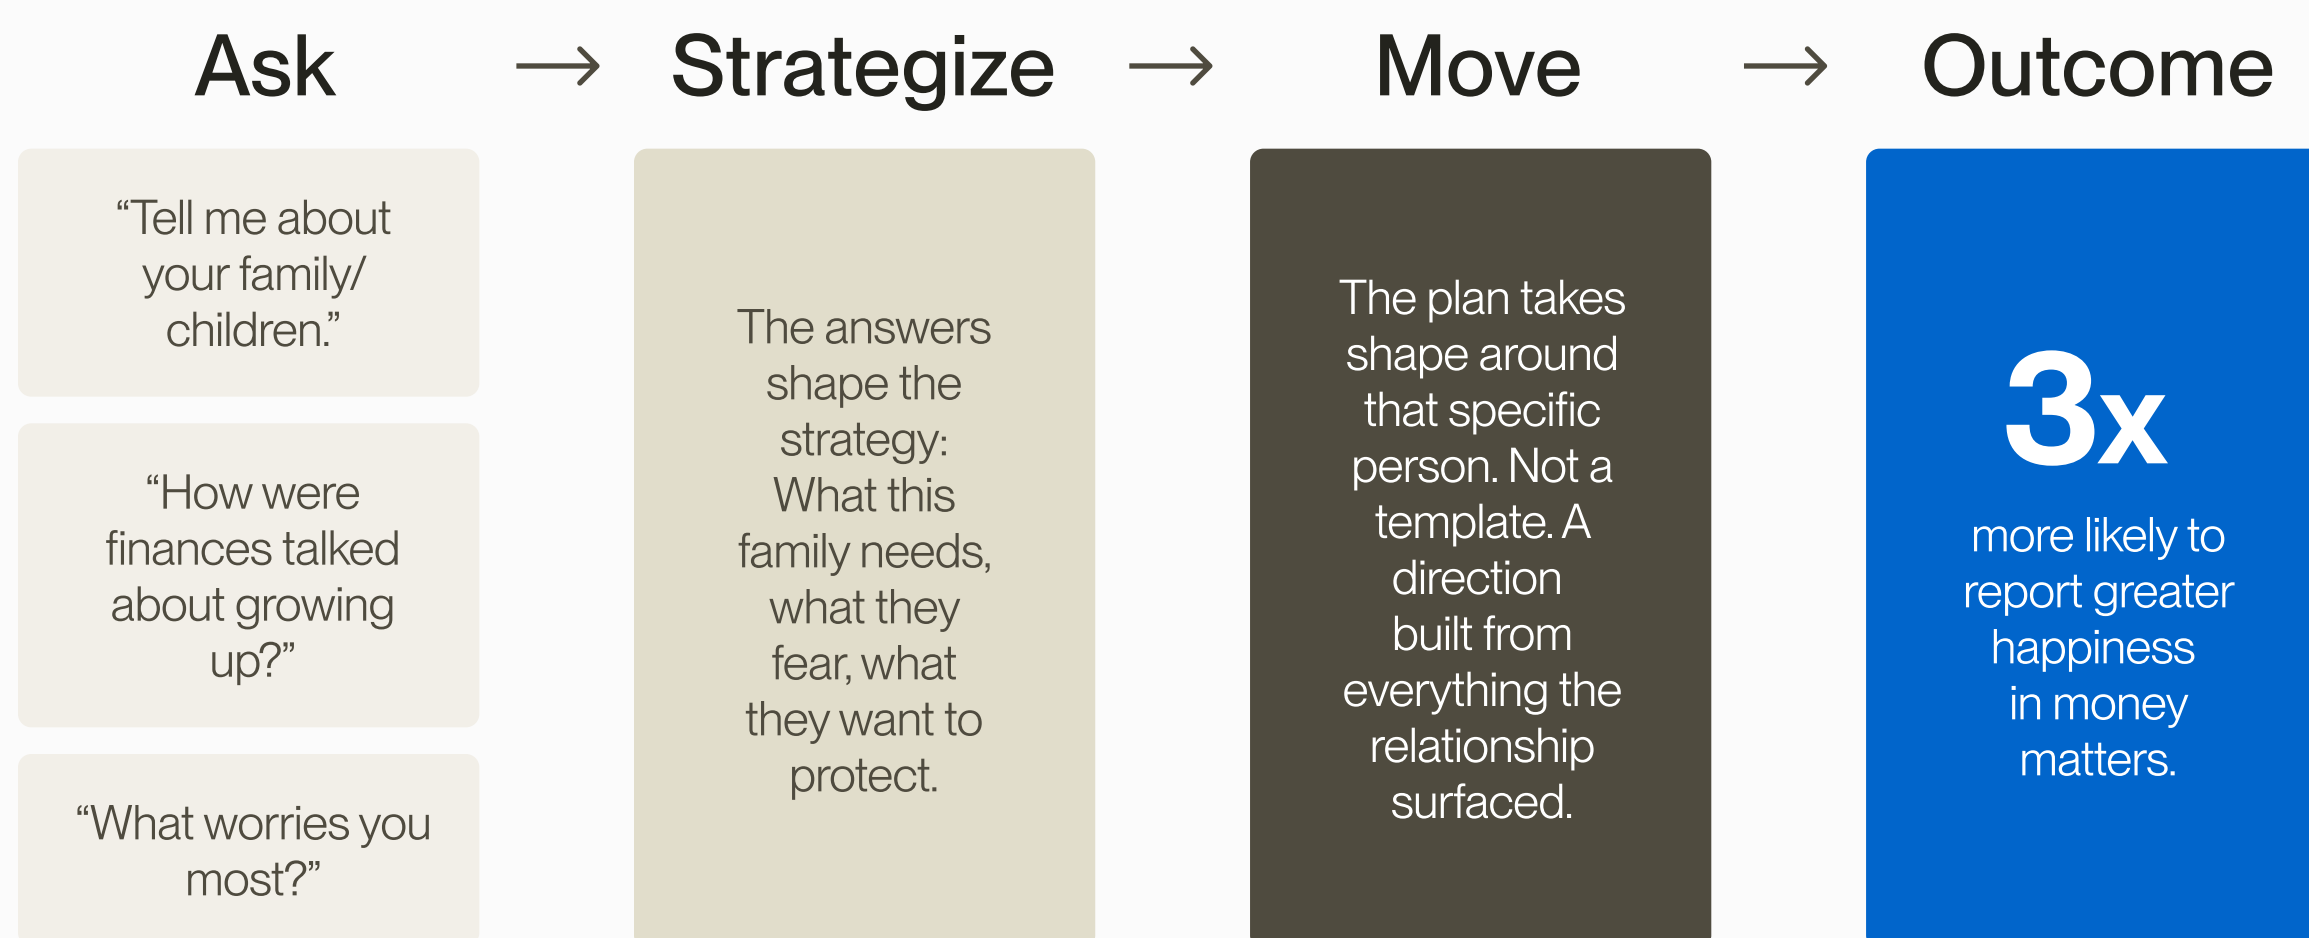 Ask → Strategize → Move → Outcome
“Tell me about
your family/
children.”
“How were
finances talked
about growing
up?”
“What worries you
most?”
The answers
shape the
strategy:
What this
family needs,
what they
fear, what
they want to
protect.
The plan takes
shape around
that specific
person. Not a
template. A
direction
built from
everything the
relationship
surfaced.
3x
more likely to
report greater
happiness
in money
matters.